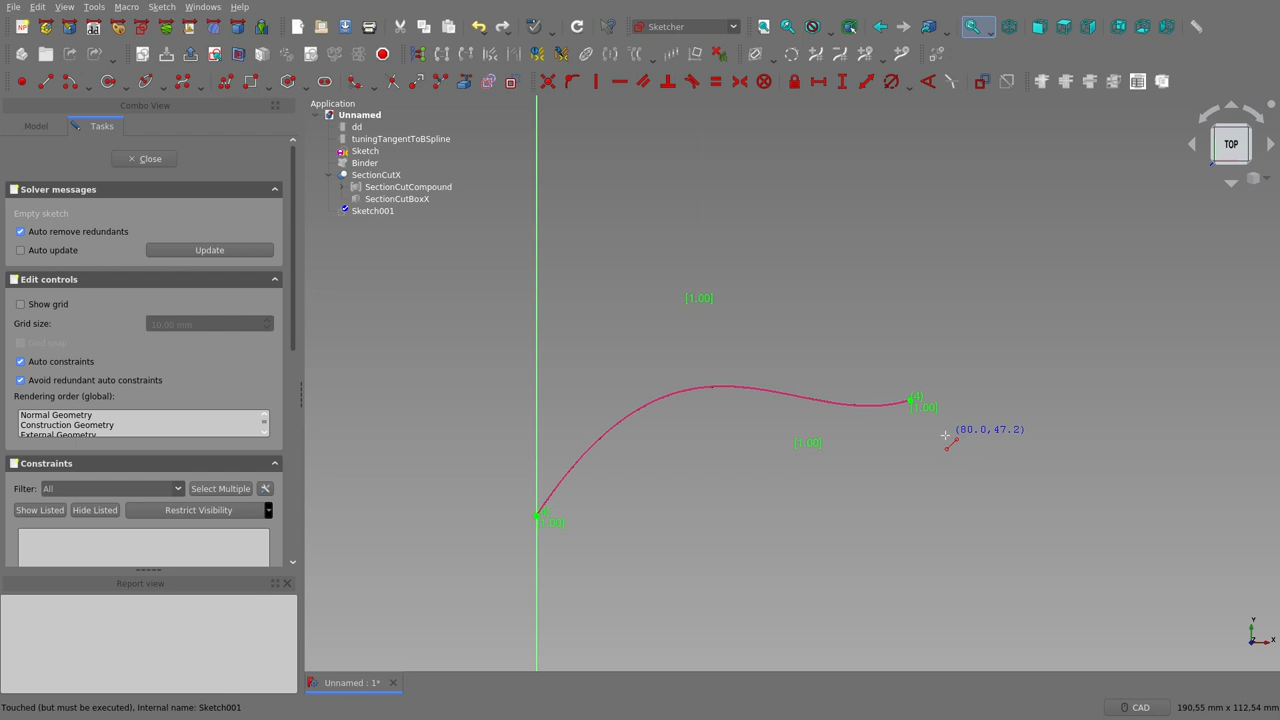 File Edit View Tools Macro Sketch Windows Help
Sketcher
Combo View
Model Tasks
Close
Solver messages
Empty sketch
Auto remove redundants
Auto update Update
Edit controls
Show grid
Grid size: 10,00 mm
Grid snap
Auto constraints
Avoid redundant auto constraints
Rendering order (global):
Normal Geometry
Construction Geometry
External Geometry
Constraints
Filter: All Select Multiple
Show Listed Hide Listed Restrict Visibility
Report view
Application
Unnamed
dd
tuningTangentToBSpline
Sketch
Binder
SectionCutX
SectionCutCompound
SectionCutBoxX
Sketch001
TOP
[1.00]
(4)
[1.00]
(80.0,47.2)
[1.00]
Y
Z X
Unnamed : 1*
Touched (but must be executed), Internal name: Sketch001
CAD 190,55 mm x 112,54 mm